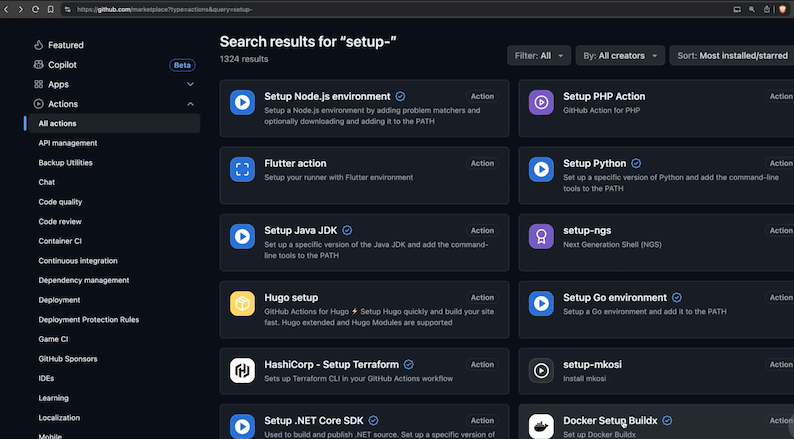 https://github.com/marketplace?type=actions&query=setup-
Featured
Copilot Beta
Apps
Actions
All actions
API management
Backup Utilities
Chat
Code quality
Code review
Container CI
Continuous integration
Dependency management
Deployment
Deployment Protection Rules
Game CI
GitHub Sponsors
IDEs
Learning
Localization
Mobile
Search results for “setup-”
1324 results
Filter: All
By: All creators
Sort: Most installed/starred
Setup Node.js environment Action
Setup a Node.js environment by adding problem matchers and
optionally downloading and adding it to the PATH
Setup PHP Action Action
GitHub Action for PHP
Flutter action Action
Setup your runner with Flutter environment
Setup Python Action
Set up a specific version of Python and add the command-line
tools to the PATH
Setup Java JDK Action
Set up a specific version of the Java JDK and add the command-
line tools to the PATH
setup-ngs Action
Next Generation Shell (NGS)
Hugo setup Action
GitHub Actions for Hugo ⚡ Setup Hugo quickly and build your site
fast. Hugo extended and Hugo Modules are supported
Setup Go environment Action
Setup a Go environment and add it to the PATH
HashiCorp - Setup Terraform Action
Sets up Terraform CLI in your GitHub Actions workflow
setup-mkosi Action
Install mkosi
Setup .NET Core SDK Action
Used to build and publish .NET source. Set up a specific version of
Docker Setup Buildx Action
Set up Docker Buildx